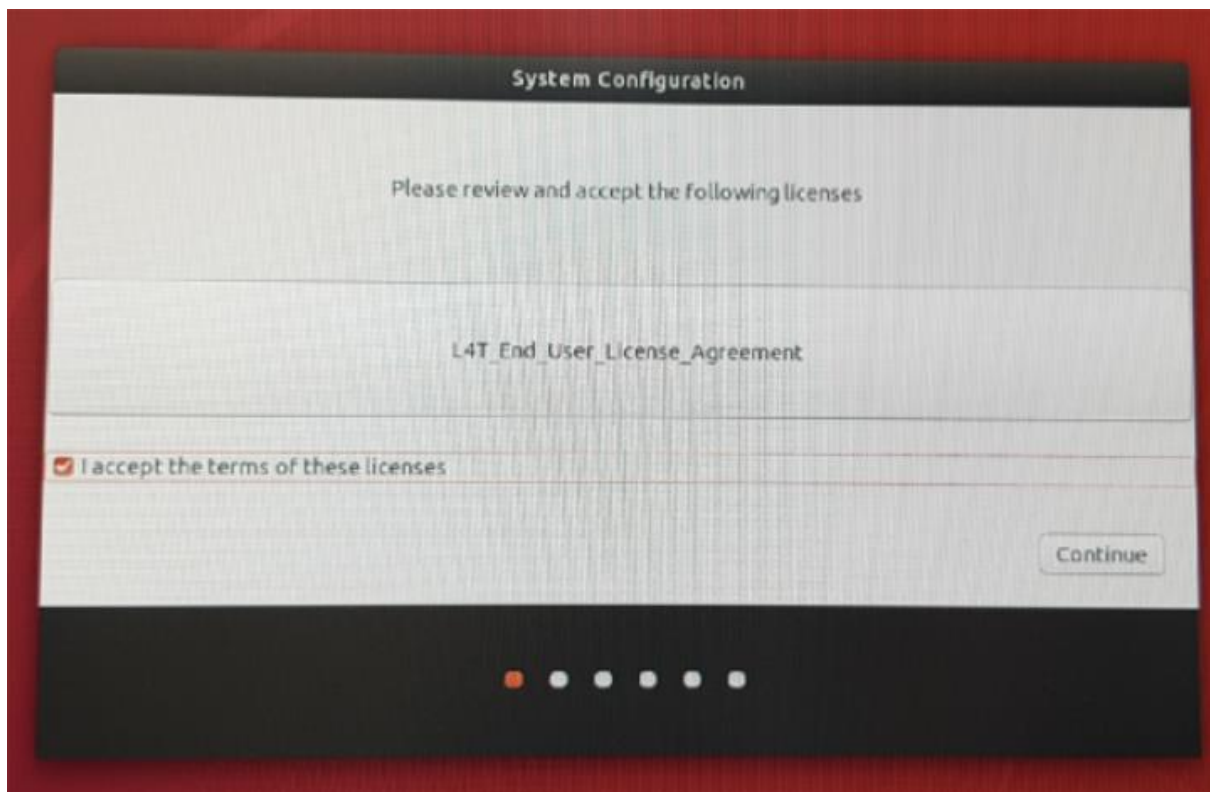 System Configuration
Please review and accept the following licenses
L4T_End_User_License_Agreement
I accept the terms of these licenses
Continue